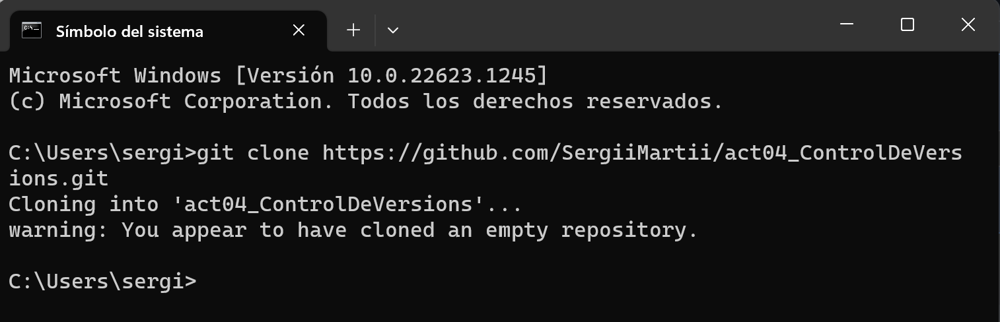 Símbolo del sistema
Microsoft Windows [Versión 10.0.22623.1245]
(c) Microsoft Corporation. Todos los derechos reservados.
C:\Users\sergi>git clone https://github.com/SergiiMartii/act04_ControlDeVers
ions.git
Cloning into 'act04_ControlDeVersions'...
warning: You appear to have cloned an empty repository.
C:\Users\sergi>